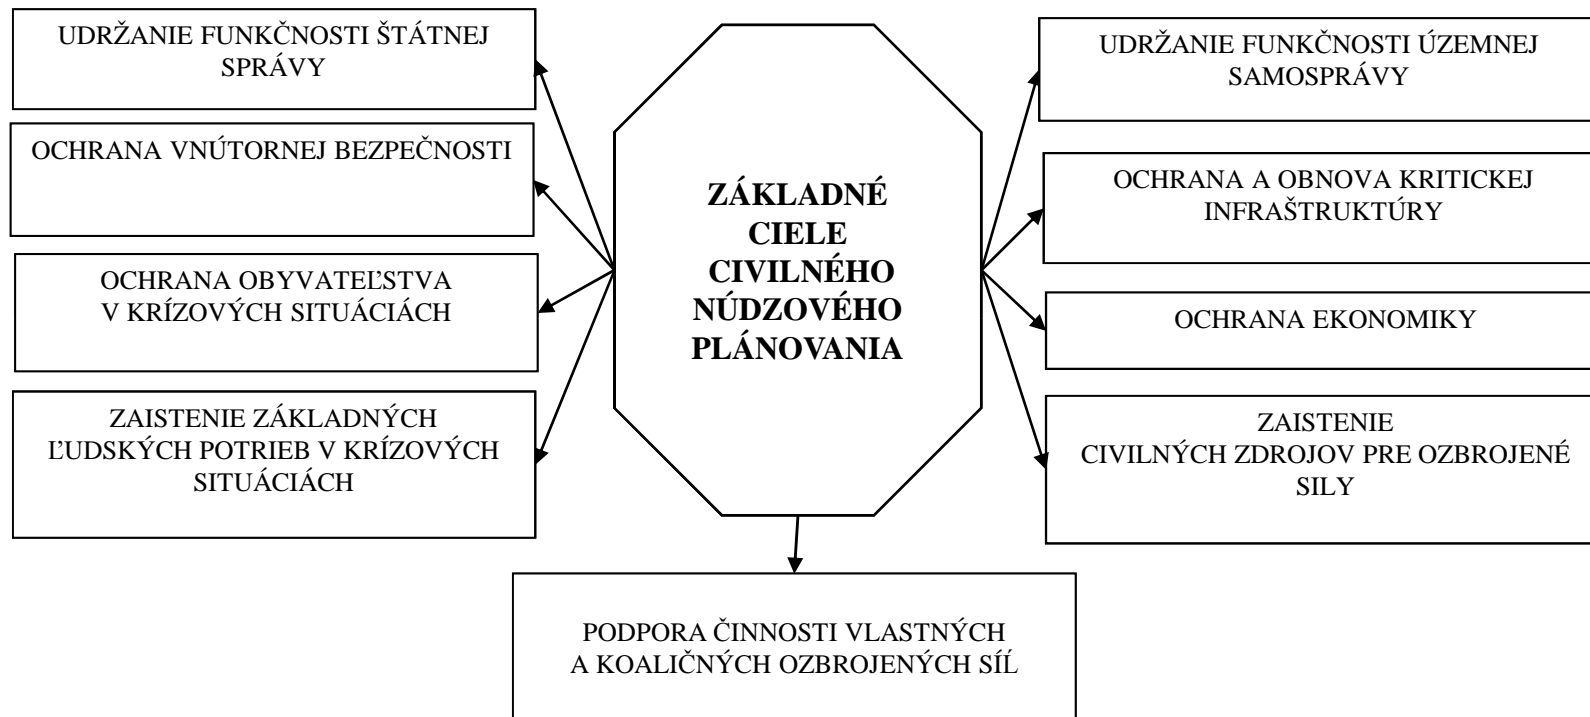 UDRŽANIE FUNKČNOSTI ŠTÁTNEJ
SPRÁVY
OCHRANA VNÚTORNEJ BEZPEČNOSTI
OCHRANA OBYVATEĽSTVA
V KRÍZOVÝCH SITUÁCIÁCH
ZAISTENIE ZÁKLADNÝCH
ĽUDSKÝCH POTRIEB V KRÍZOVÝCH
SITUÁCIÁCH
ZÁKLADNÉ
CIELE
CIVILNÉHO
NÚDZOVÉHO
PLÁNOVANIA
UDRŽANIE FUNKČNOSTI ÚZEMNEJ
SAMOSPRÁVY
OCHRANA A OBNOVA KRITICKEJ
INFRAŠTRUKTÚRY
OCHRANA EKONOMIKY
ZAISTENIE
CIVILNÝCH ZDROJOV PRE OZBROJENÉ
SILY
PODPORA ČINNOSTI VLASTNÝCH
A KOALIČNÝCH OZBROJENÝCH SÍĹ